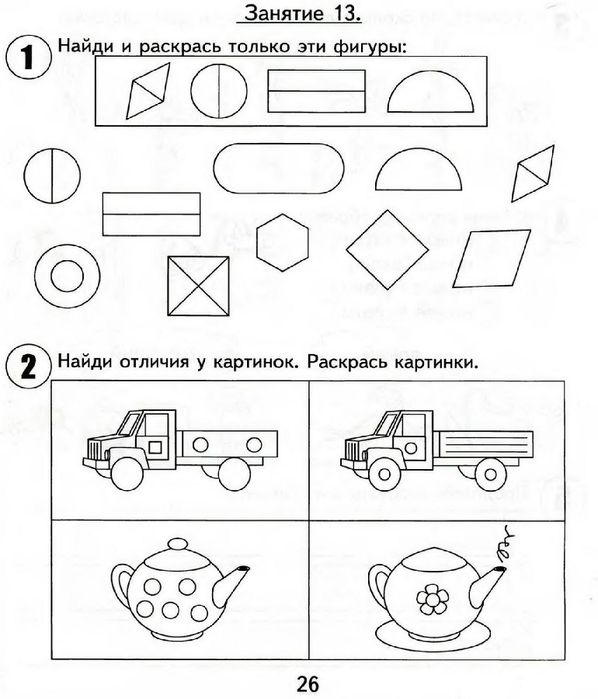 Занятие 13.
1 Найди и раскрась только эти фигуры:
2 Найди отличия у картинок. Раскрась картинки.
26